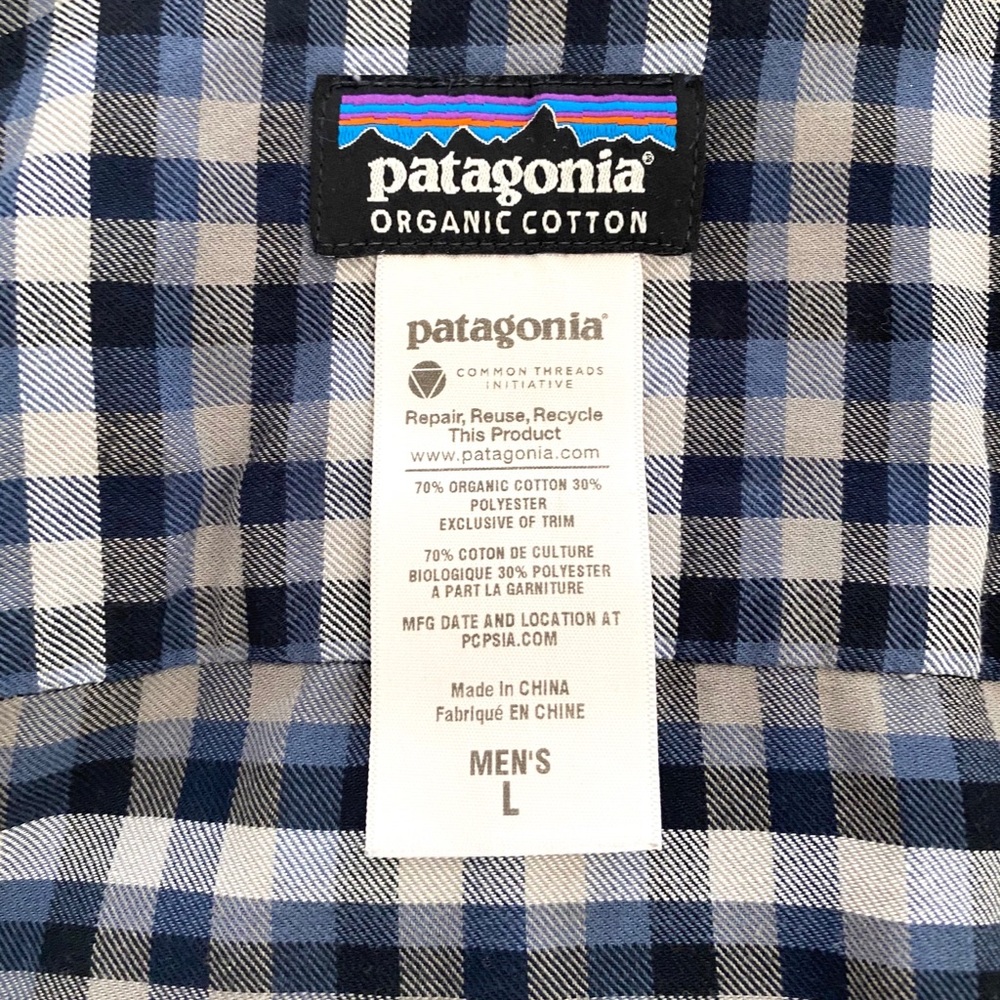 patagonia®
ORGANIC COTTON
patagonia®
COMMON THREADS
INITIATIVE
Repair, Reuse, Recycle
This Product
www.patagonia.com
70% ORGANIC COTTON 30%
POLYESTER
EXCLUSIVE OF TRIM
70% COTON DE CULTURE
BIOLOGIQUE 30% POLYESTER
A PART LA GARNITURE
MFG DATE AND LOCATION AT
PCPSIA.COM
Made In CHINA
Fabriqué EN CHINE
MEN'S
L